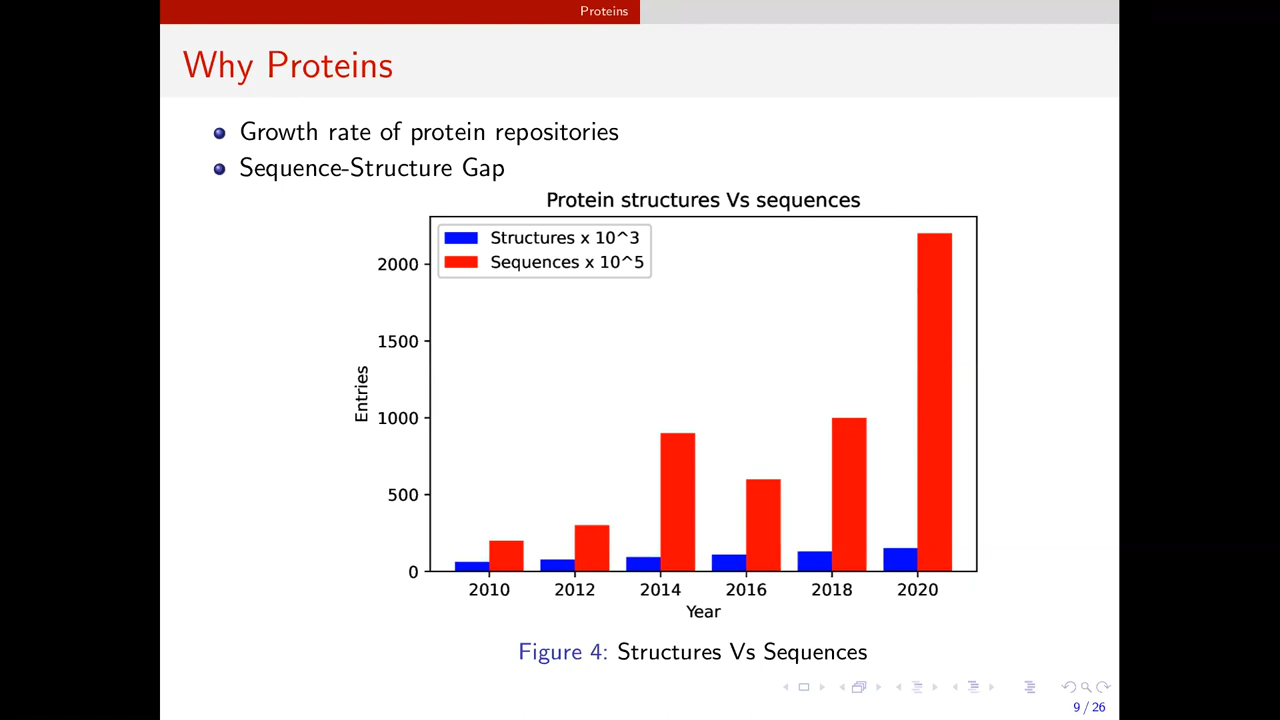 Proteins
Why Proteins
Growth rate of protein repositories
Sequence-Structure Gap
Protein structures Vs sequences
Structures x 10^3
Sequences x 10^5
2000
1500
1000
500
0
Entries
2010 2012 2014 2016 2018 2020
Year
Figure 4: Structures Vs Sequences
9 / 26